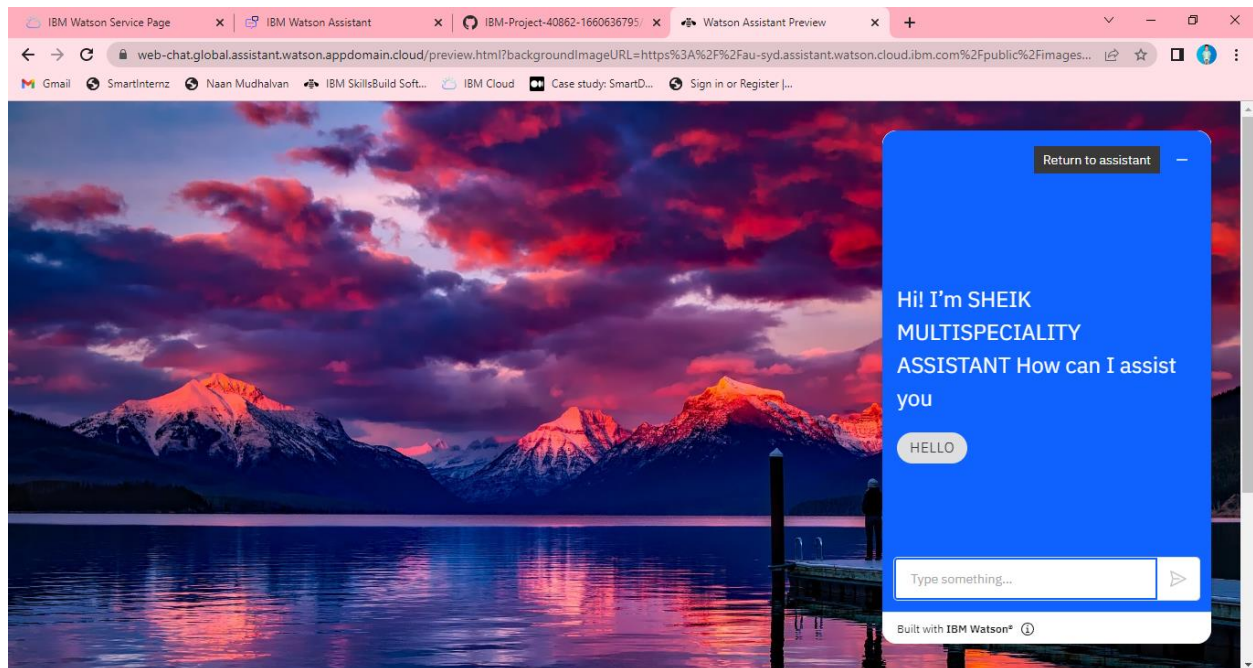 IBM Watson Service Page
IBM Watson Assistant
IBM-Project-40862-1660636795/
Watson Assistant Preview
web-chat.global.assistant.watson.appdomain.cloud/preview.html?backgroundImageURL=https%3A%2F%2Fau-syd.assistant.watson.cloud.ibm.com%2Fpublic%2Fimages...
Gmail
SmartInternz
Naan Mudhalvan
IBM SkillsBuild Soft...
IBM Cloud
Case study: SmartD...
Sign in or Register |...
Return to assistant
Hi! I'm SHEIK
MULTISPECIALITY
ASSISTANT How can I assist
you
HELLO
Type something...
Built with IBM Watson®